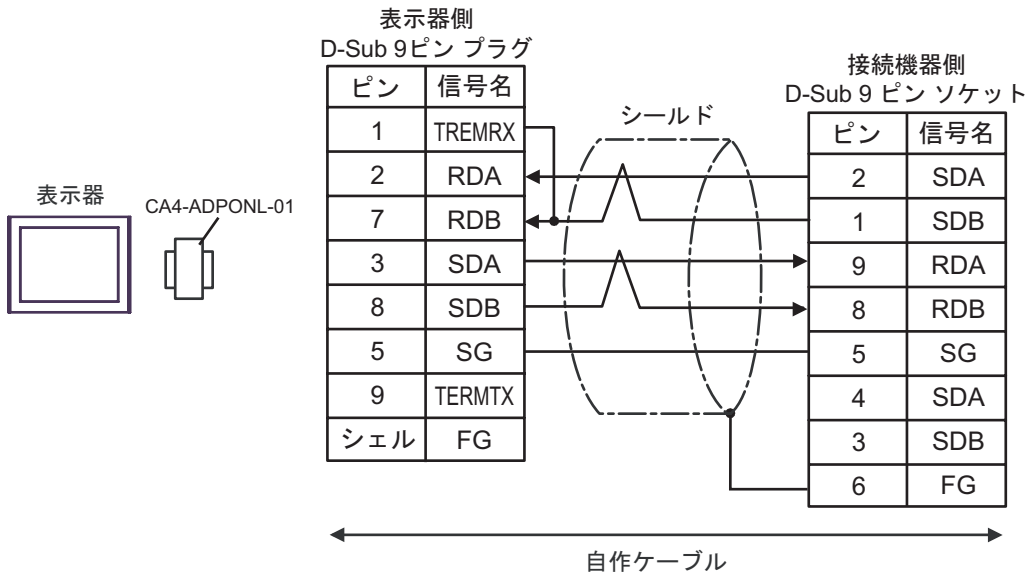 表示器側
D-Sub 9ピン プラグ
ピン 信号名
1 TREMRX
2 RDA
7 RDB
3 SDA
8 SDB
5 SG
9 TERMTX
シェル FG
シールド
接続機器側
D-Sub 9 ピン ソケット
ピン 信号名
2 SDA
1 SDB
9 RDA
8 RDB
5 SG
4 SDA
3 SDB
6 FG
表示器
CA4-ADPONL-01
自作ケーブル